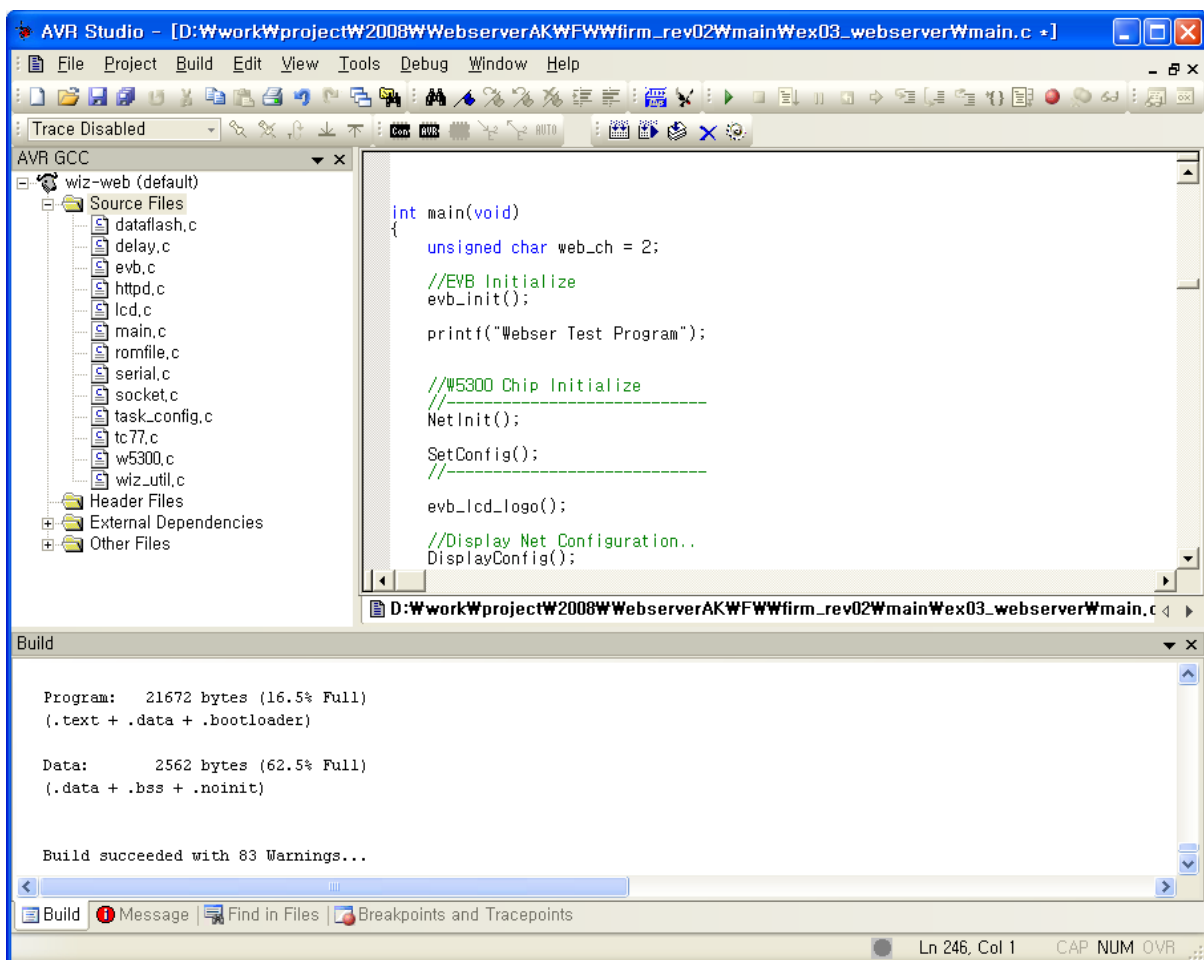 AVR Studio - [D:₩work₩project₩2008₩WebserverAK₩FW₩firm_rev02₩main₩ex03_webserver₩main.c *]
File Project Build Edit View Tools Debug Window Help
Trace Disabled
Con AVR AUTO
AVR GCC
wiz-web (default)
Source Files
dataflash.c
delay.c
evb.c
httpd.c
lcd.c
main.c
romfile.c
serial.c
socket.c
task_config.c
tc77.c
w5300.c
wiz_util.c
Header Files
External Dependencies
Other Files
int main(void)
{
unsigned char web_ch = 2;
//EVB Initialize
evb_init();
printf("Webser Test Program");
//W5300 Chip Initialize
//----------------------------
NetInit();
SetConfig();
//----------------------------
evb_lcd_logo();
//Display Net Configuration..
DisplayConfig();
D:₩work₩project₩2008₩WebserverAK₩FW₩firm_rev02₩main₩ex03_webserver₩main.c
Build
Program: 21672 bytes (16.5% Full)
(.text + .data + .bootloader)
Data: 2562 bytes (62.5% Full)
(.data + .bss + .noinit)
Build succeeded with 83 Warnings...
Build Message Find in Files Breakpoints and Tracepoints
Ln 246, Col 1 CAP NUM OVR